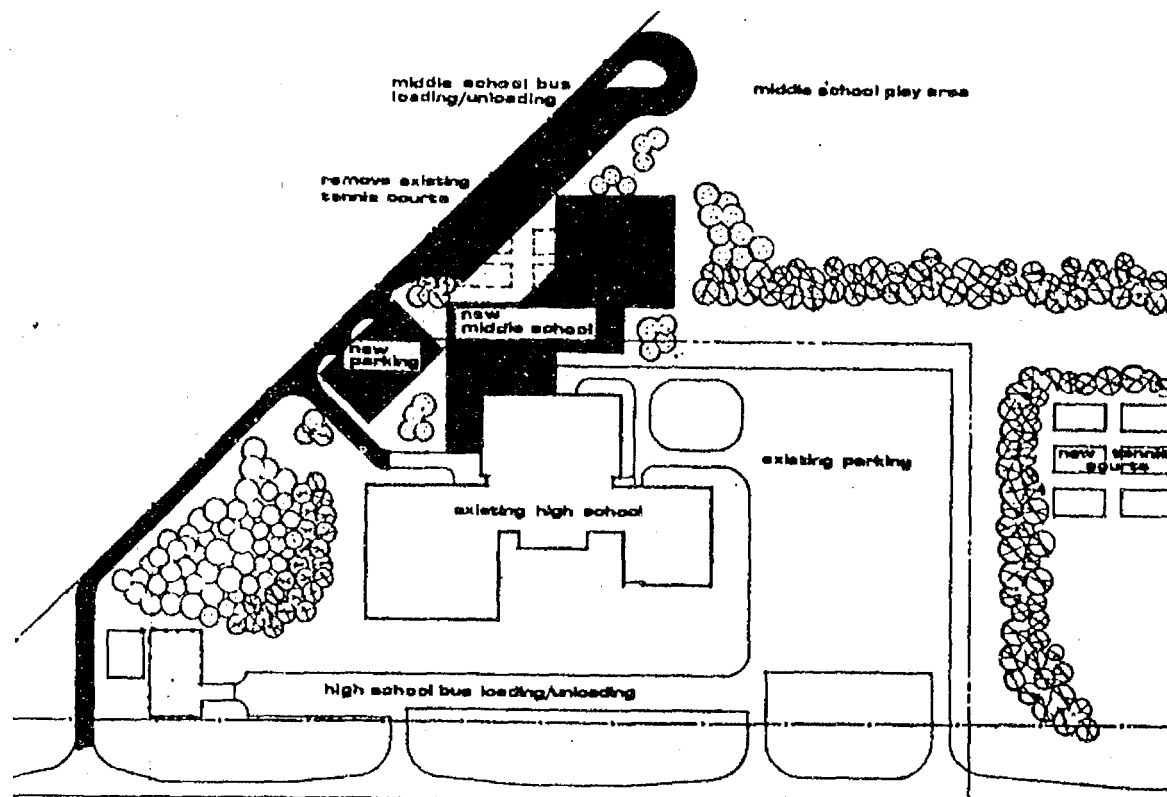 middle school bus
loading/unloading
middle school play area
remove existing
tennis courts
new
middle school
new
parking
existing parking
new tennis
courts
existing high school
high school bus loading/unloading